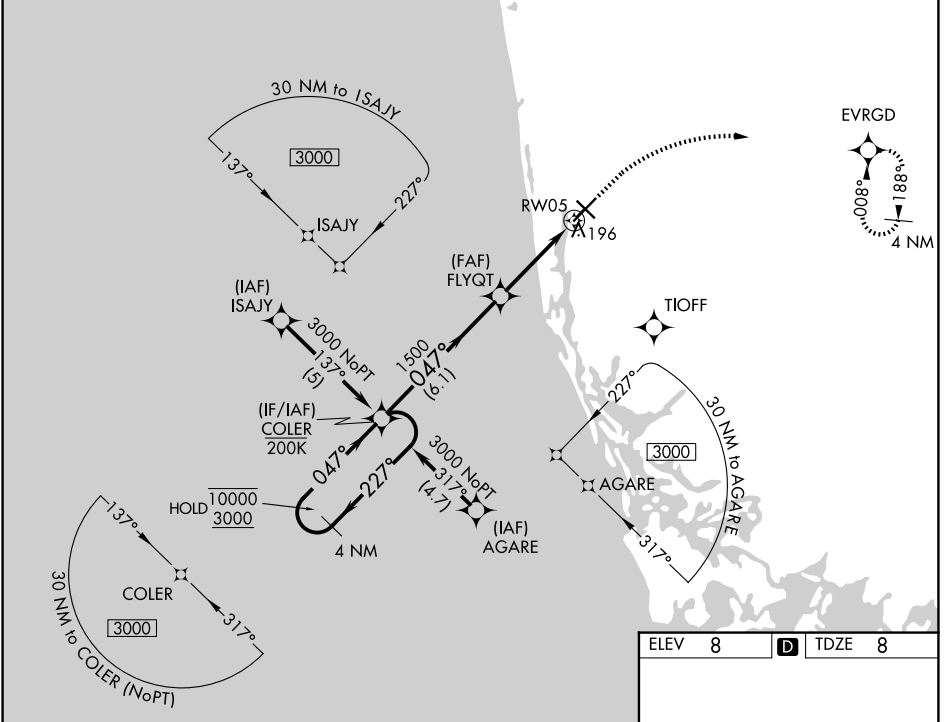 30 NM to ISAJY
3000
137°
227°
ISAJY
EVRGD
008°
188°
4 NM
RW05
196
(FAF)
FLYQT
(IAF)
ISAJY
3000 NoPT
137°
(5)
TIOFF
1500
047°
(6.1)
(IF/IAF)
COLER
200K
047°
227°
HOLD
10000
3000
4 NM
3000 NoPT
317°
(4.7)
(IAF)
AGARE
227°
30 NM to AGARE
3000
AGARE
317°
137°
COLER
317°
3000
30 NM to COLER (NoPT)
ELEV 8 D TDZE 8